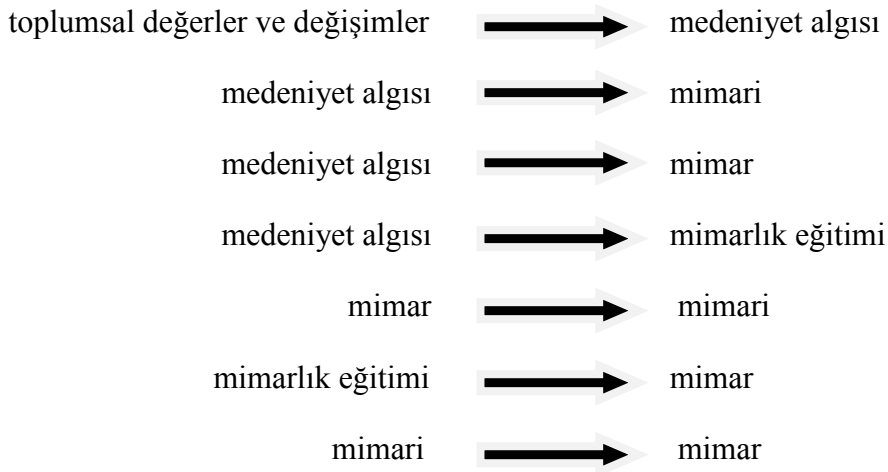 toplumsal değerler ve değişimler medeniyet algısı
medeniyet algısı mimari
medeniyet algısı mimar
medeniyet algısı mimarlık eğitimi
mimar mimari
mimarlık eğitimi mimar
mimari mimar